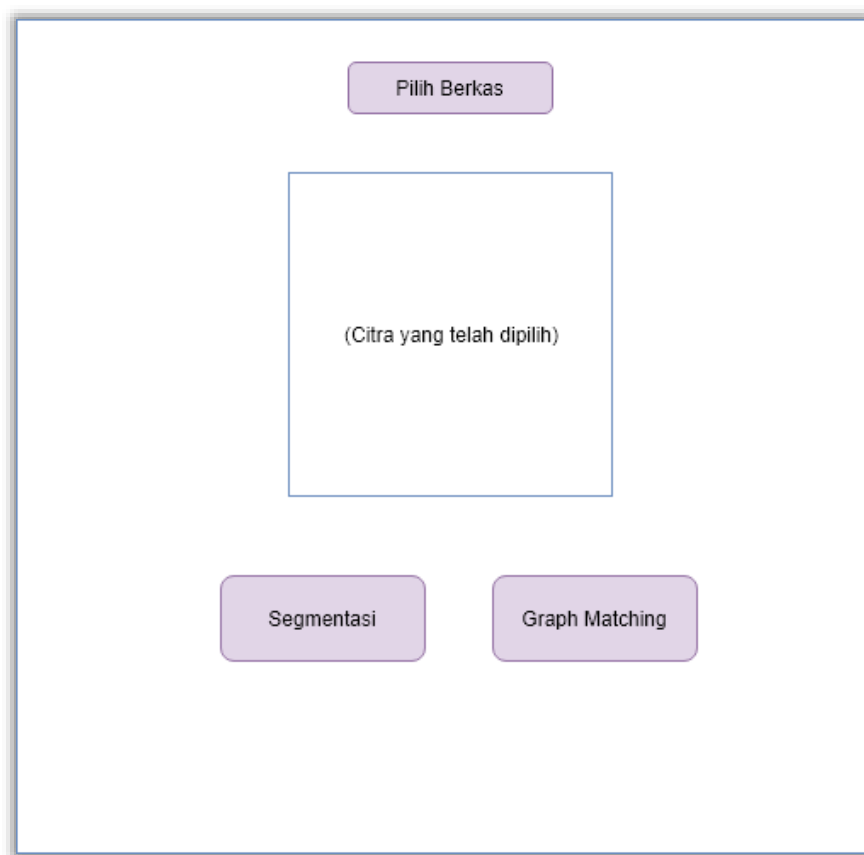 Pilih Berkas
(Citra yang telah dipilih)
Segmentasi
Graph Matching